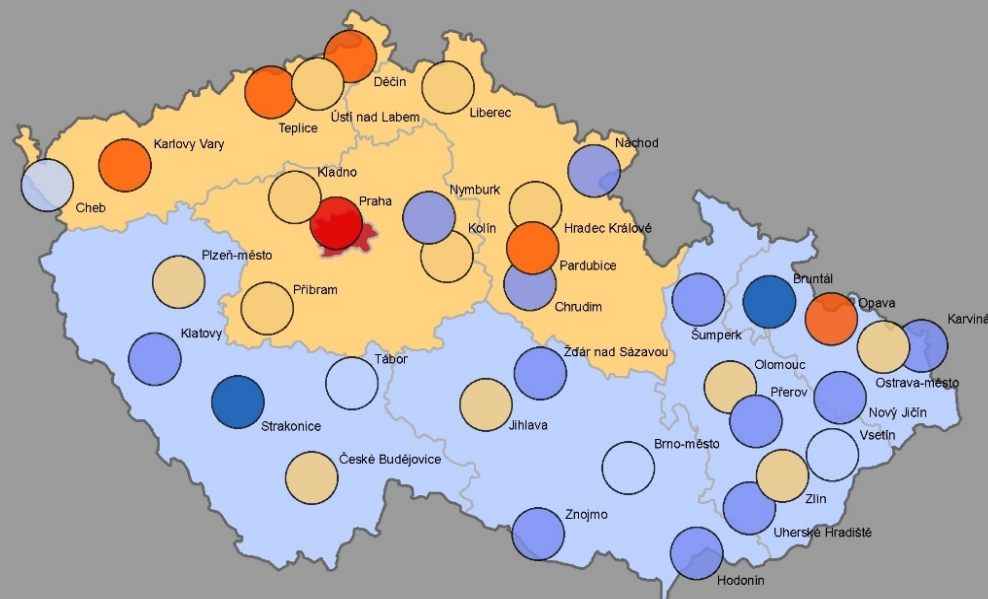 Děčín
Ústí nad Labem
Teplice
Liberec
Karlovy Vary
Náchod
Kladno
Cheb
Praha
Nymburk
Kolín
Hradec Králové
Plzeň-město
Pardubice
Příbram
Chrudim
Bruntál
Opava
Karviná
Klatovy
Šumperk
Tábor
Žďár nad Sázavou
Olomouc
Ostrava-město
Přerov
Nový Jičín
Strakonice
Jihlava
Vsetín
Brno-město
České Budějovice
Zlín
Znojmo
Uherské Hradiště
Hodonín